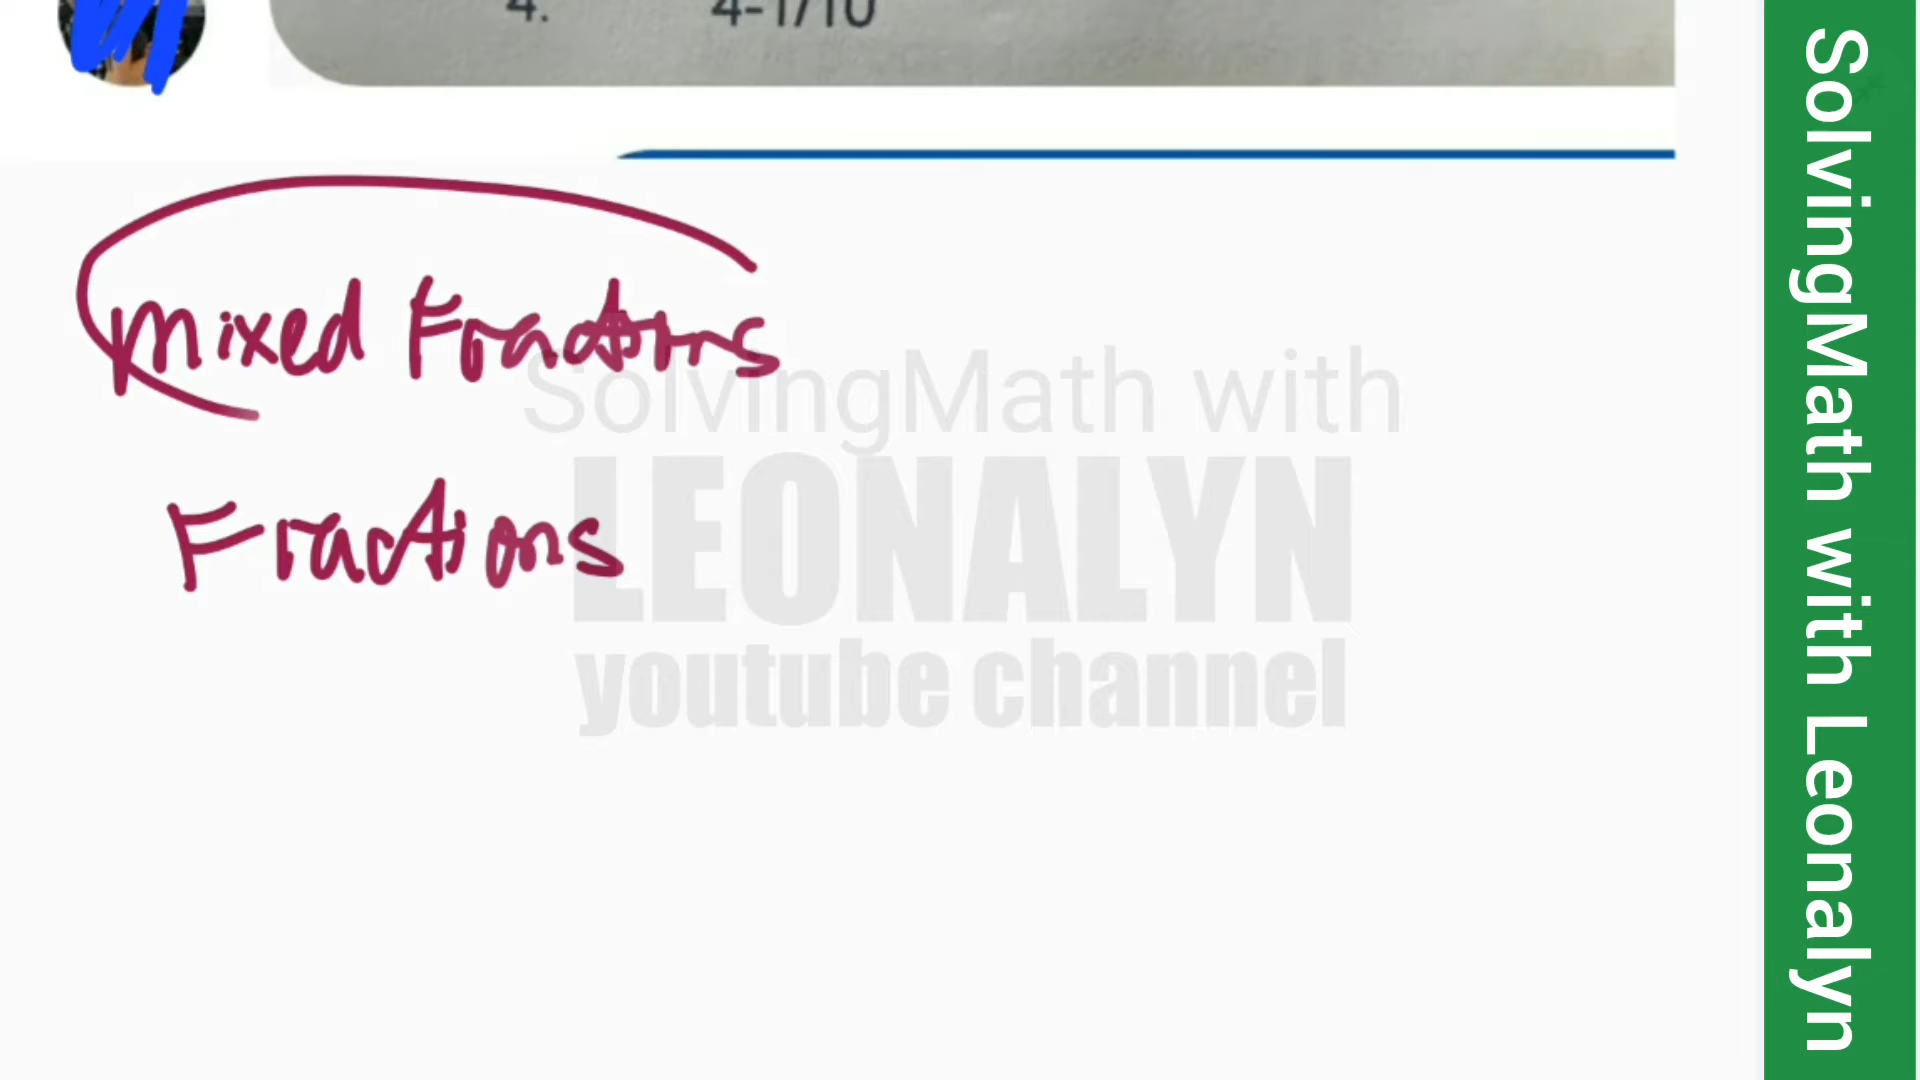 4. 4-1/10
mixed Fractions
Fractions
SolvingMath with
LEONALYN
youtube channel
SolvingMath with Leonalyn